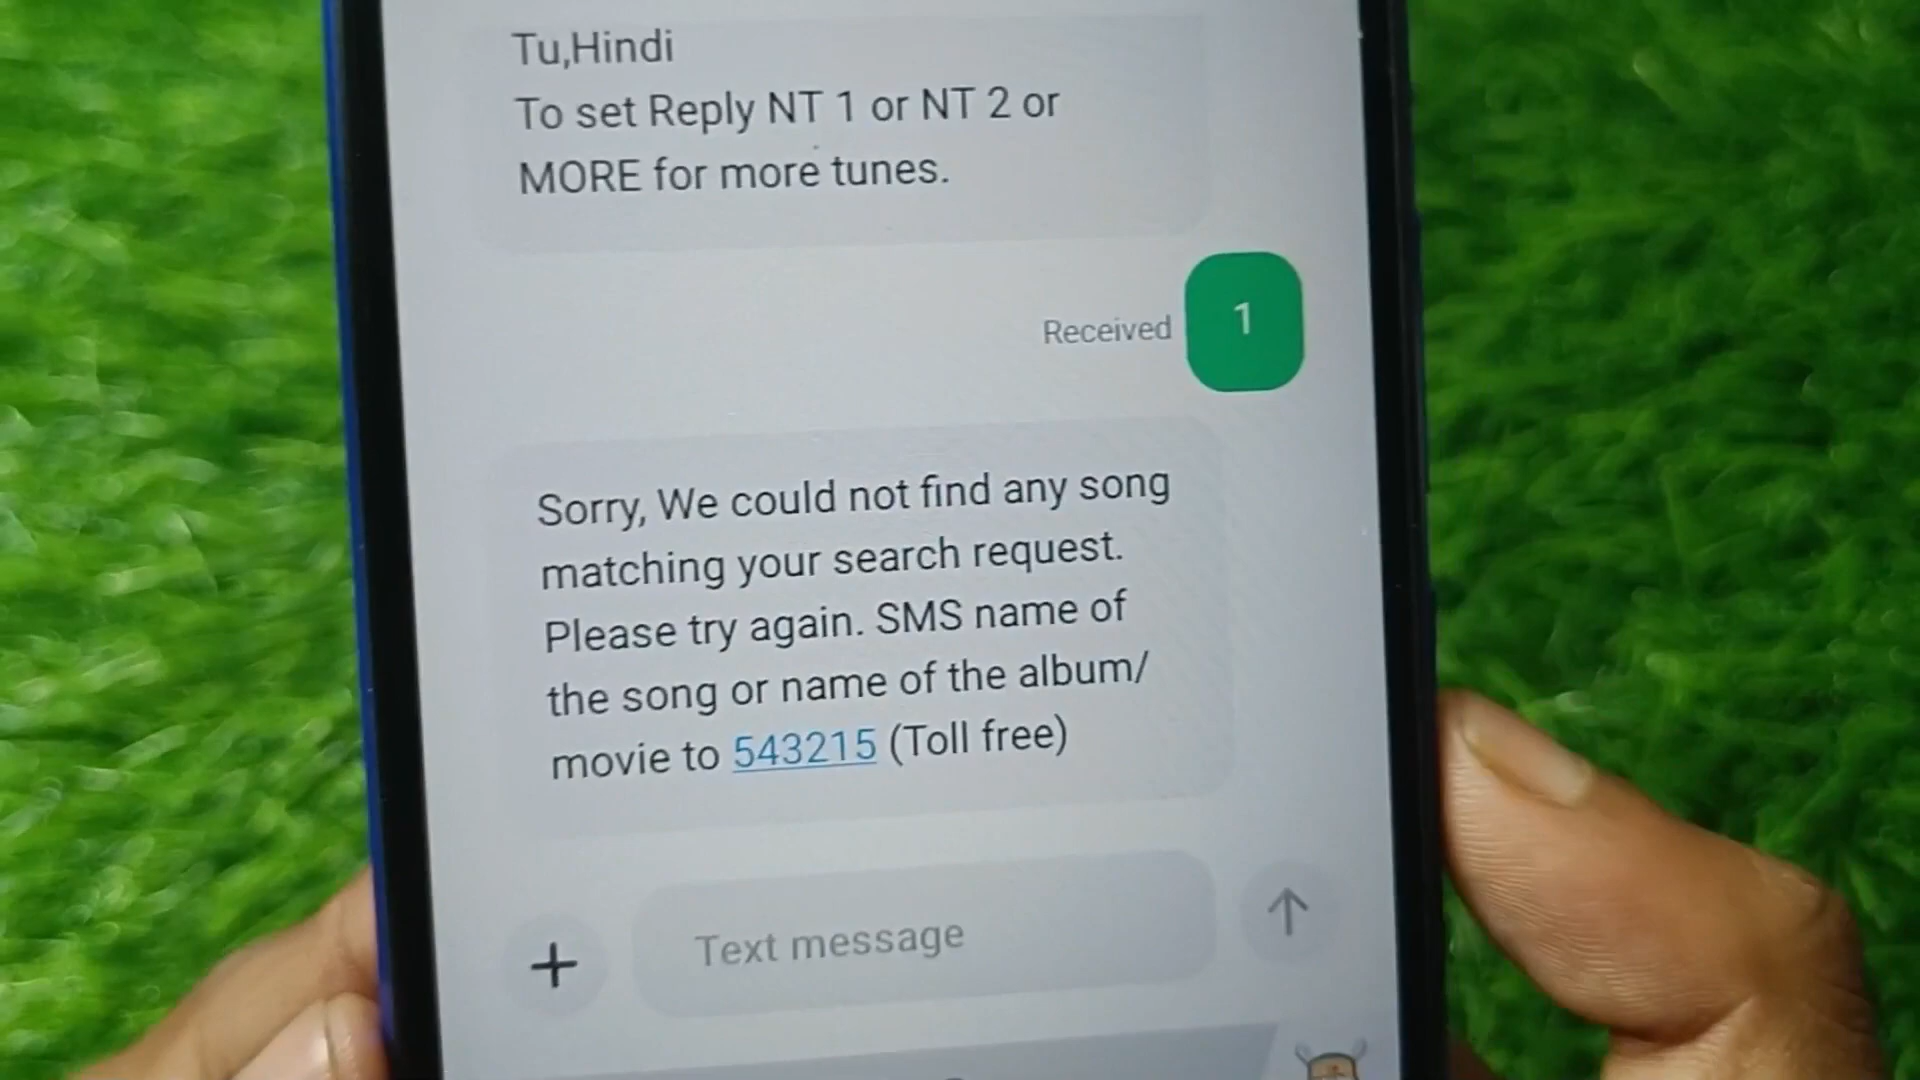 Tu,Hindi
To set Reply NT 1 or NT 2 or
MORE for more tunes.
Received
1
Sorry, We could not find any song
matching your search request.
Please try again. SMS name of
the song or name of the album/
movie to 543215 (Toll free)
Text message